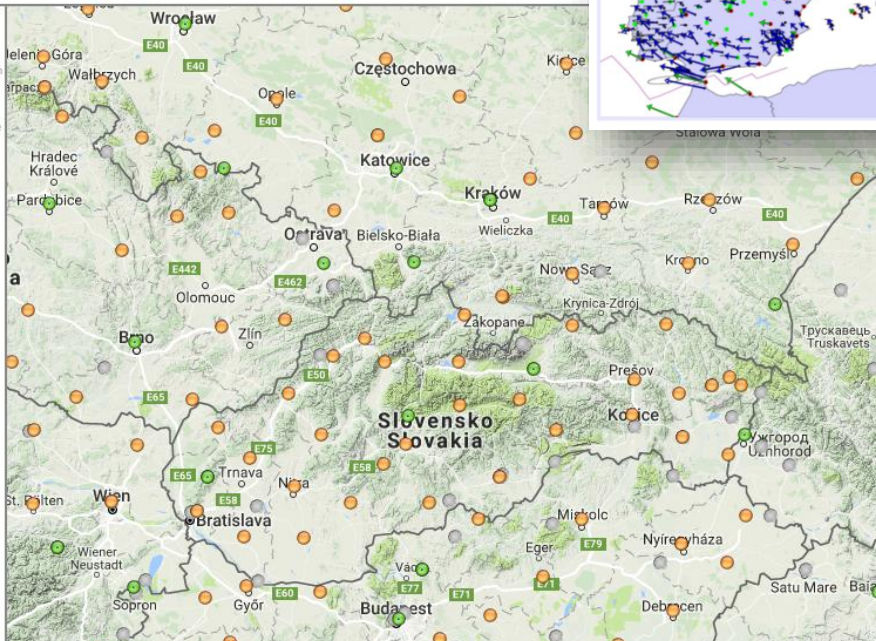 Wrocław
E40
Jelenia Góra
E40
Wałbrzych
Częstochowa
Kielce
Opole
E40
Stalowa Wola
Hradec
Králové
Katowice
Pardubice
Kraków
Tarnów
Rzeszów
E40
E40
Wieliczka
Ostrava
Bielsko-Biała
Przemyśl
a
E442
E462
Nowy Sącz
Krosno
Olomouc
Krynica-Zdrój
Zakopane
Трускавець
Truskavets
Brno
Zlín
E50
Prešov
E65
Slovensko
Slovakia
Košice
Ужгород
Uzhhorod
E75
E65
Trnava
E58
Nitra
St. Pölten
Wien
E58
Bratislava
Miskolc
Wiener
Neustadt
Eger
E79
Nyíregyháza
Vác
Satu Mare
Baia
Sopron
Győr
E60
E77
E71
E71
Budapest
Debrecen